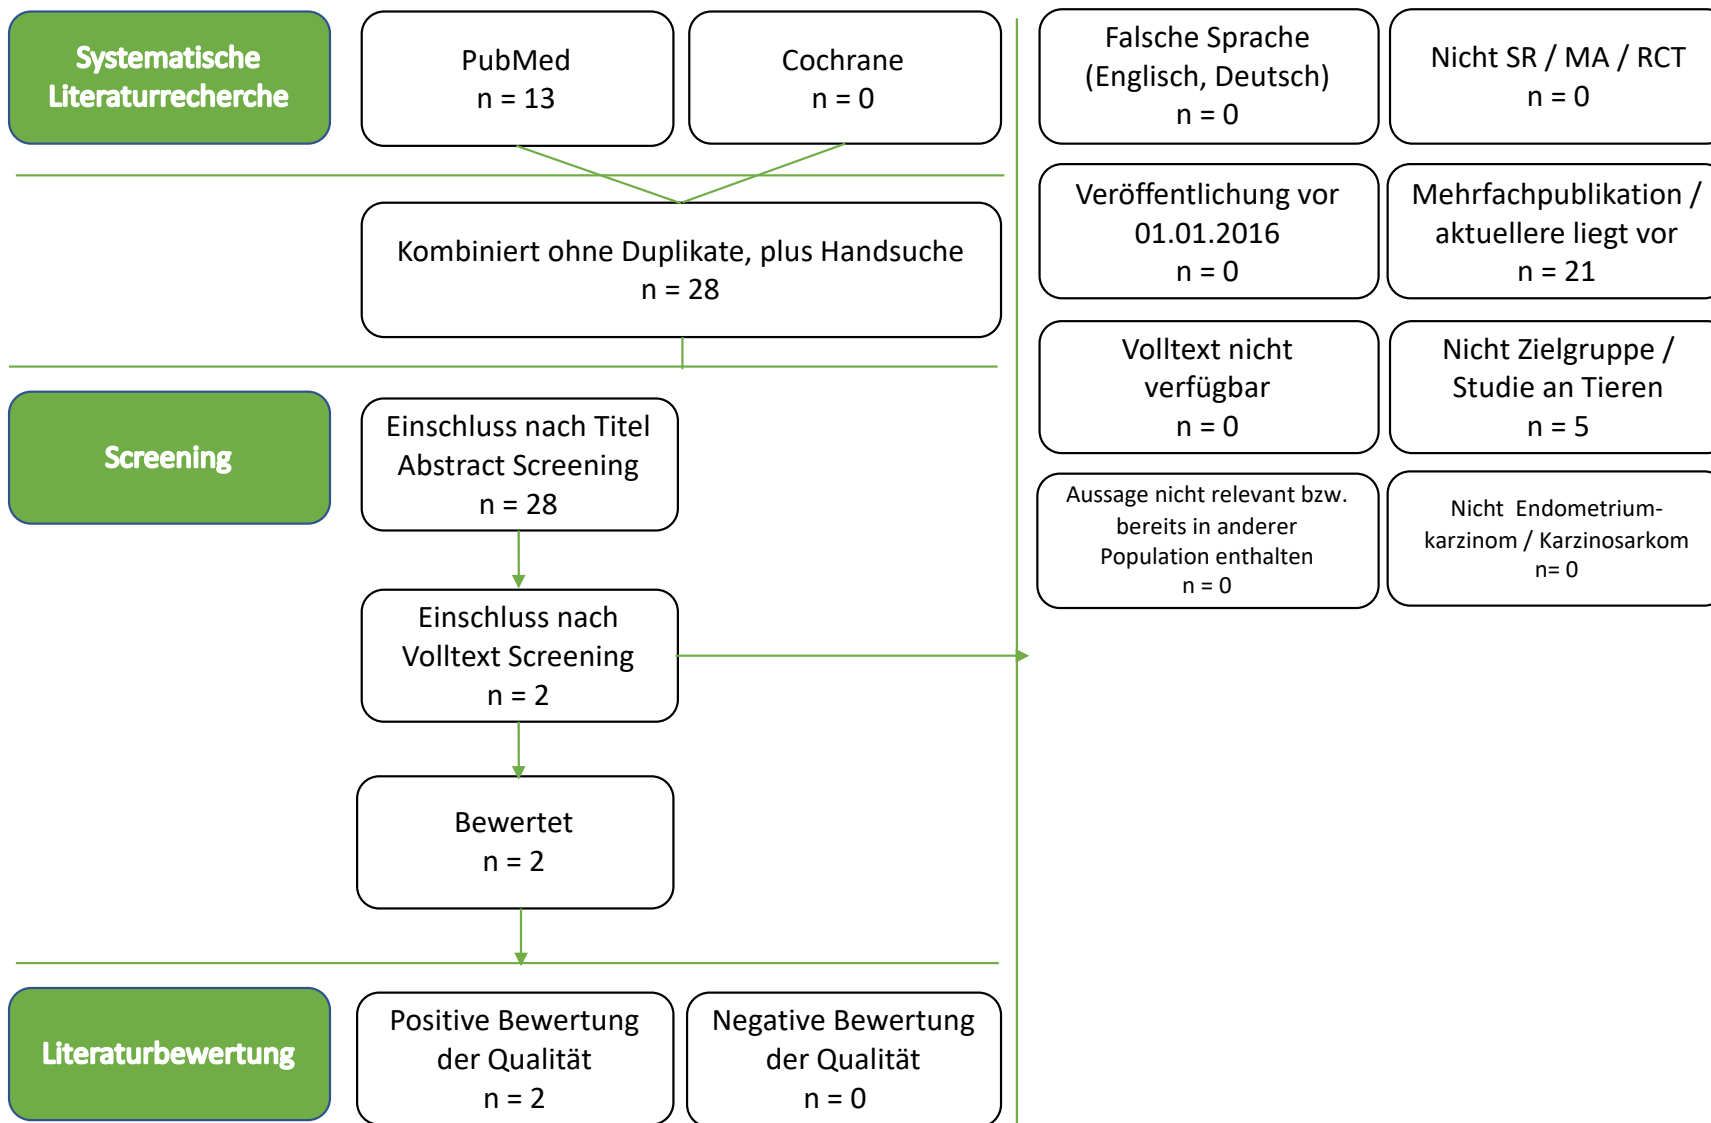 Systematische
Literaturrecherche
PubMed
n = 13
Cochrane
n = 0
Kombiniert ohne Duplikate, plus Handsuche
n = 28
Screening
Einschluss nach Titel
Abstract Screening
n = 28
Einschluss nach
Volltext Screening
n = 2
Bewertet
n = 2
Literaturbewertung
Positive Bewertung
der Qualität
n = 2
Negative Bewertung
der Qualität
n = 0
Falsche Sprache
(Englisch, Deutsch)
n = 0
Nicht SR / MA / RCT
n = 0
Veröffentlichung vor
01.01.2016
n = 0
Mehrfachpublikation /
aktuellere liegt vor
n = 21
Volltext nicht
verfügbar
n = 0
Nicht Zielgruppe /
Studie an Tieren
n = 5
Aussage nicht relevant bzw.
bereits in anderer
Population enthalten
n = 0
Nicht Endometrium-
karzinom / Karzinosarkom
n= 0